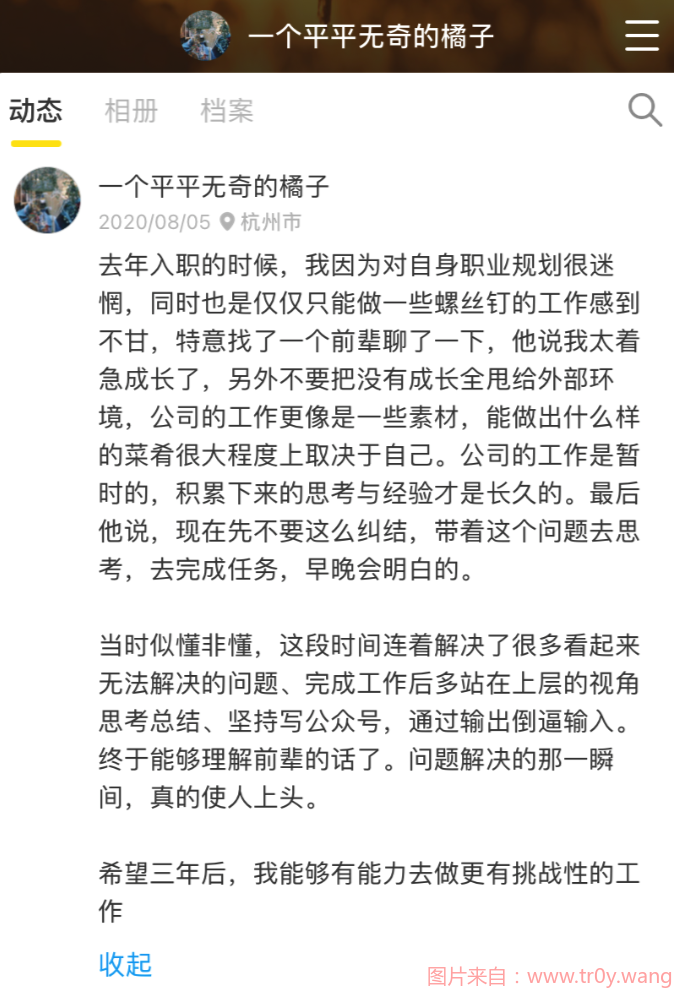 一个平平无奇的橘子
动态 相册 档案
一个平平无奇的橘子
2020/08/05 杭州市
去年入职的时候，我因为对自身职业规划很迷
惘，同时也是仅仅只能做一些螺丝钉的工作感到
不甘，特意找了一个前辈聊了一下，他说我太着
急成长了，另外不要把没有成长全甩给外部环
境，公司的工作更像是一些素材，能做出什么样
的菜肴很大程度上取决于自己。公司的工作是暂
时的，积累下来的思考与经验才是长久的。最后
他说，现在先不要这么纠结，带着这个问题去思
考，去完成任务，早晚会明白的。
当时似懂非懂，这段时间连着解决了很多看起来
无法解决的问题、完成工作后多站在上层的视角
思考总结、坚持写公众号，通过输出倒逼输入。
终于能够理解前辈的话了。问题解决的那一瞬
间，真的使人上头。
希望三年后，我能够有能力去做更有挑战性的工
作
收起
图片来自：www.tr0y.wang